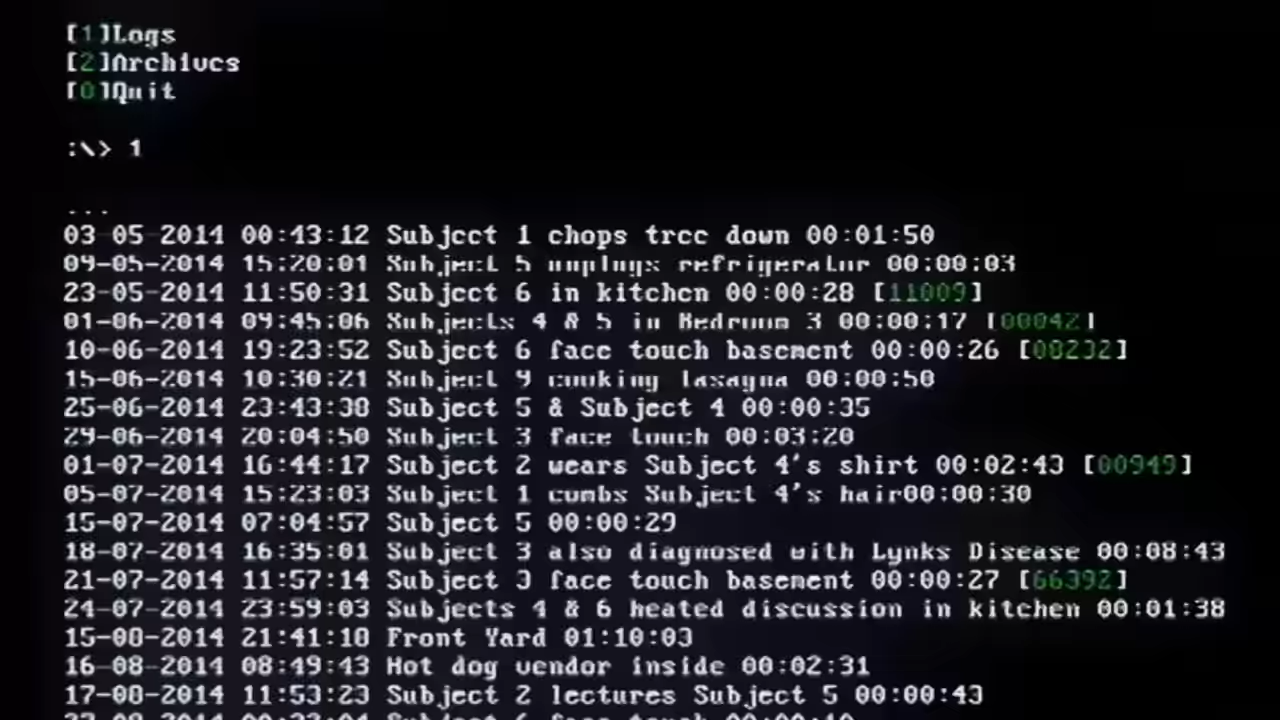 [1]Logs
[2]Archives
[0]Quit
:\> 1
...
03-05-2014 00:43:12 Subject 1 chops tree down 00:01:50
09-05-2014 15:20:01 Subject 5 unplugs refrigerator 00:00:03
23-05-2014 11:50:31 Subject 6 in kitchen 00:00:28 [11009]
01-06-2014 09:45:06 Subjects 4 & 5 in Bedroom 3 00:00:17 [00042]
10-06-2014 19:23:52 Subject 6 face touch basement 00:00:26 [08232]
15-06-2014 10:30:21 Subject 9 cooking lasagna 00:00:50
25-06-2014 23:43:38 Subject 5 & Subject 4 00:00:35
29-06-2014 20:04:50 Subject 3 face touch 00:03:20
01-07-2014 16:44:17 Subject 2 wears Subject 4's shirt 00:02:43 [00949]
05-07-2014 15:23:03 Subject 1 combs Subject 4's hair00:00:30
15-07-2014 07:04:57 Subject 5 00:00:29
18-07-2014 16:35:01 Subject 3 also diagnosed with Lynks Disease 00:08:43
21-07-2014 11:57:14 Subject 3 face touch basement 00:00:27 [66392]
24-07-2014 23:59:03 Subjects 4 & 6 heated discussion in kitchen 00:01:38
15-08-2014 21:41:10 Front Yard 01:10:03
16-08-2014 08:49:43 Hot dog vendor inside 00:02:31
17-08-2014 11:53:23 Subject 2 lectures Subject 5 00:00:43